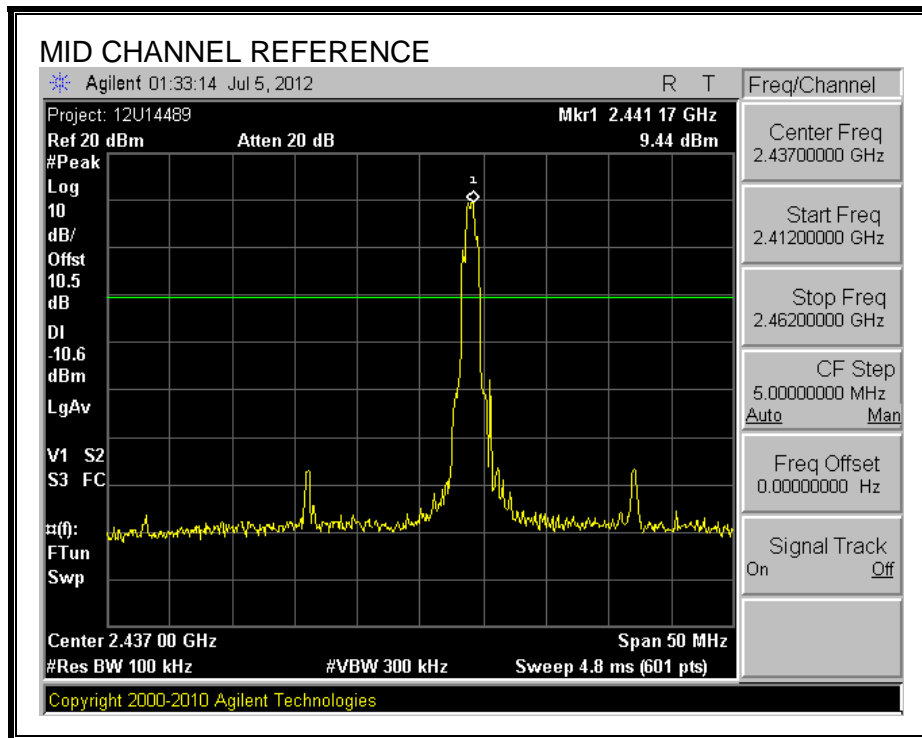 MID CHANNEL REFERENCE
Agilent 01:33:14 Jul 5, 2012 R T
Project: 12U14489 Mkr1 2.441 17 GHz
Ref 20 dBm Atten 20 dB 9.44 dBm
#Peak
Log
10
dB/
Offst
10.5
dB
DI
-10.6
dBm
LgAv
V1 S2
S3 FC
¤(f):
FTun
Swp
1
Center 2.437 00 GHz Span 50 MHz
#Res BW 100 kHz #VBW 300 kHz Sweep 4.8 ms (601 pts)
Copyright 2000-2010 Agilent Technologies
Freq/Channel
Center Freq
2.43700000 GHz
Start Freq
2.41200000 GHz
Stop Freq
2.46200000 GHz
CF Step
5.00000000 MHz
Auto Man
Freq Offset
0.00000000 Hz
Signal Track
On Off